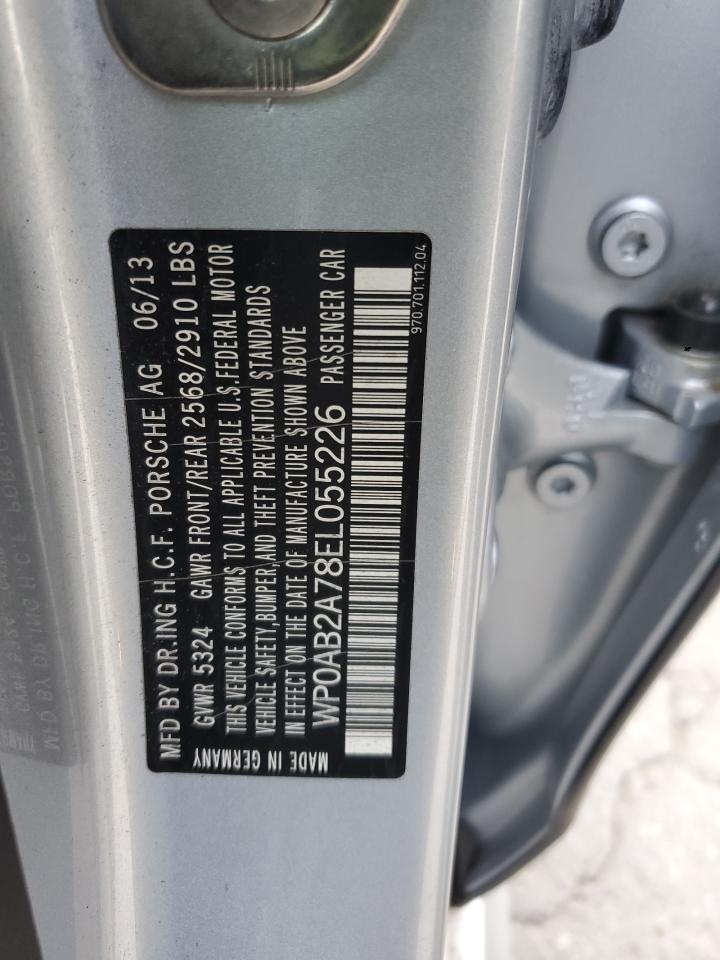 MFD BY DR.ING H.C.F. PORSCHE AG 06/13
GVWR 5324 GAWR FRONT/REAR 2568/2910 LBS
THIS VEHICLE CONFORMS TO ALL APPLICABLE U.S.FEDERAL MOTOR
VEHICLE SAFETY,BUMPER,AND THEFT PREVENTION STANDARDS
IN EFFECT ON THE DATE OF MANUFACTURE SHOWN ABOVE
MADE IN GERMANY WP0AB2A78EL055226 PASSENGER CAR
970.701.112.04